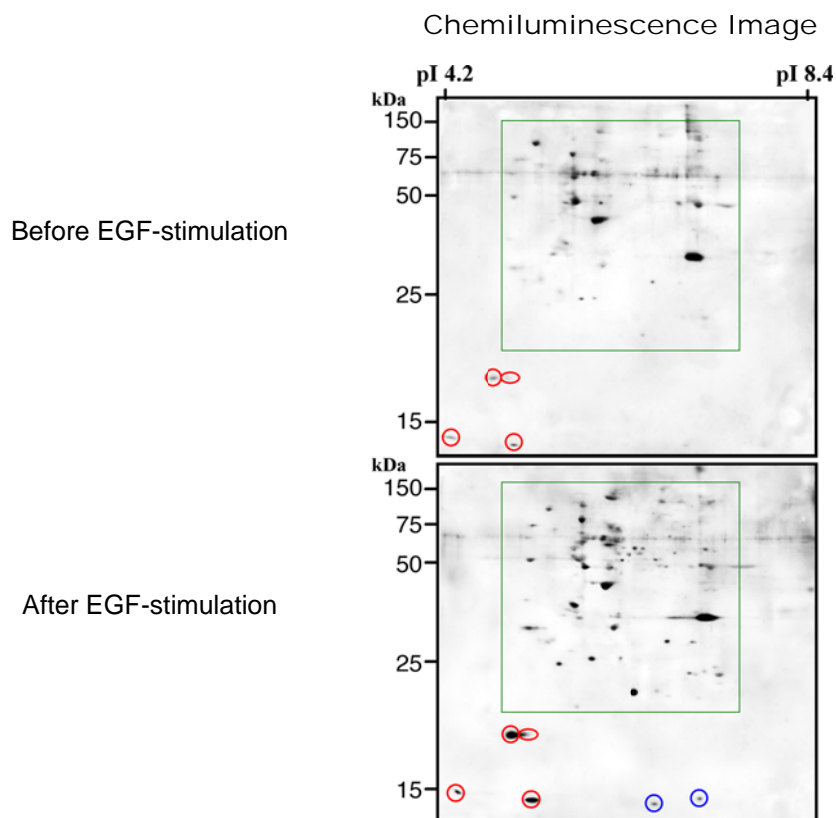 Chemiluminescence Image
pI 4.2 pI 8.4
kDa
150
75
50
Before EGF-stimulation
25
15
kDa
150
75
50
After EGF-stimulation
25
15